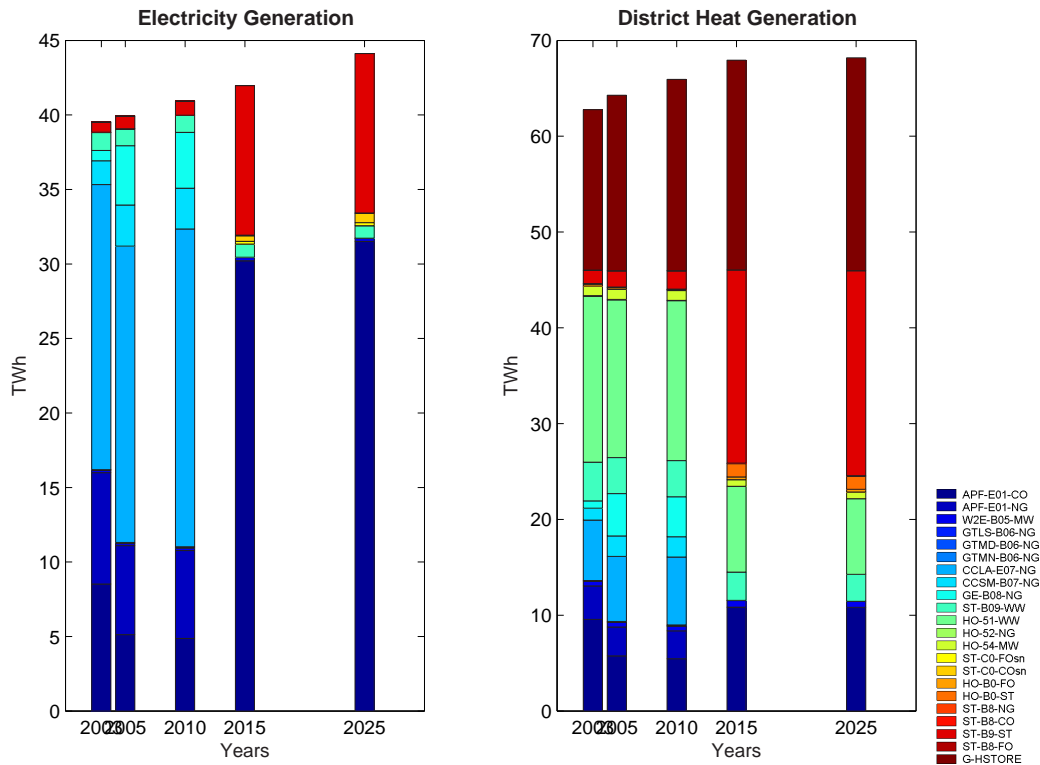 Electricity Generation
45
40
35
30
25
20
15
10
5
0
TWh
2003 2005 2010 2015 2025
Years
District Heat Generation
70
60
50
40
30
20
10
0
TWh
2003 2005 2010 2015 2025
Years
APF-E01-CO
APF-E01-NG
W2E-B05-MW
GTLS-B06-NG
GTMD-B06-NG
GTMN-B06-NG
CCLA-E07-NG
CCSM-B07-NG
GE-B08-NG
ST-B09-WW
HO-51-WW
HO-52-NG
HO-54-MW
ST-C0-FOsn
ST-C0-COsn
HO-B0-FO
HO-B0-ST
ST-B8-NG
ST-B8-CO
ST-B9-ST
ST-B8-FO
G-HSTORE